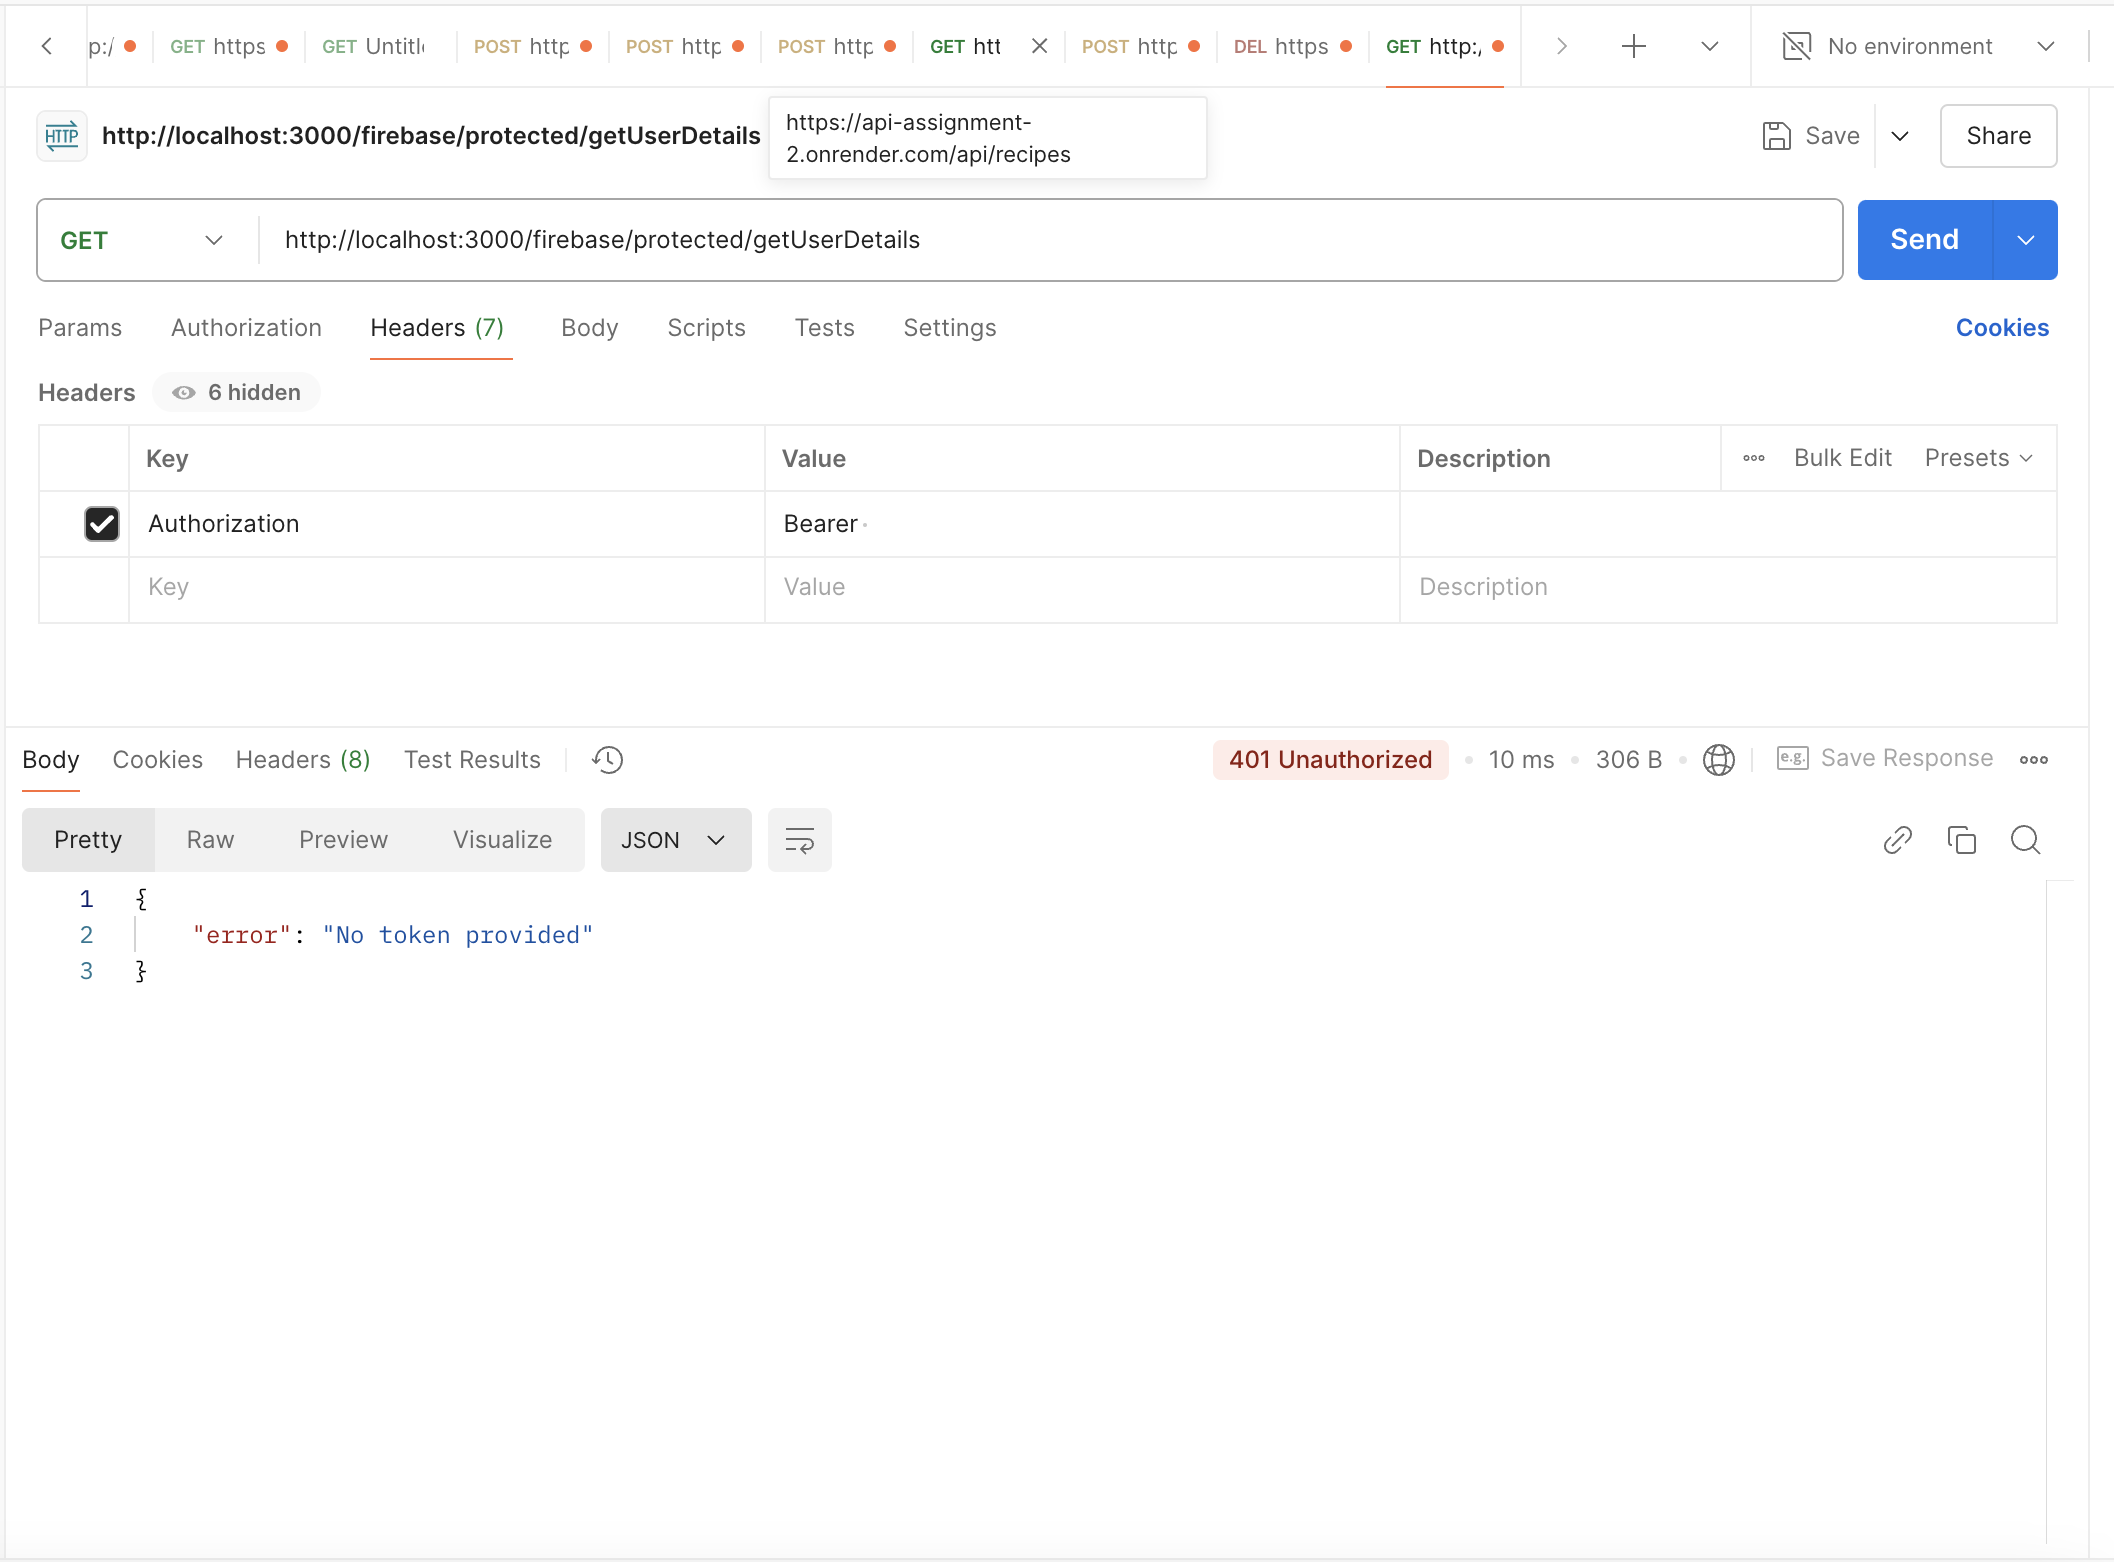 p:/ GET https GET Untitle POST http POST http POST http GET htt POST http DEL https GET http:/ No environment
HTTP http://localhost:3000/firebase/protected/getUserDetails Save Share
https://api-assignment-
2.onrender.com/api/recipes
GET http://localhost:3000/firebase/protected/getUserDetails Send
Params Authorization Headers (7) Body Scripts Tests Settings Cookies
Headers 6 hidden
Key Value Description Bulk Edit Presets
Authorization Bearer
Key Value Description
Body Cookies Headers (8) Test Results 401 Unauthorized • 10 ms • 306 B • e.g. Save Response
Pretty Raw Preview Visualize JSON
1 {
2 "error": "No token provided"
3 }